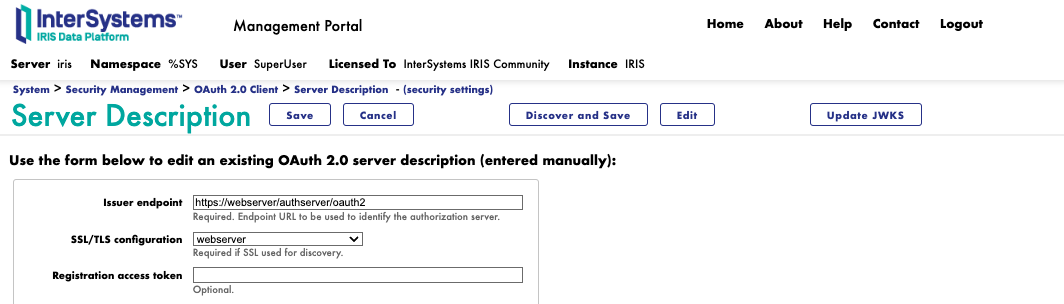 InterSystems™
IRIS Data Platform
Management Portal
Home About Help Contact Logout
Server iris Namespace %SYS User SuperUser Licensed To InterSystems IRIS Community Instance IRIS
System > Security Management > OAuth 2.0 Client > Server Description - (security settings)
Server Description Save Cancel Discover and Save Edit Update JWKS
Use the form below to edit an existing OAuth 2.0 server description (entered manually):
Issuer endpoint https://webserver/authserver/oauth2
Required. Endpoint URL to be used to identify the authorization server.
SSL/TLS configuration webserver
Required if SSL used for discovery.
Registration access token
Optional.